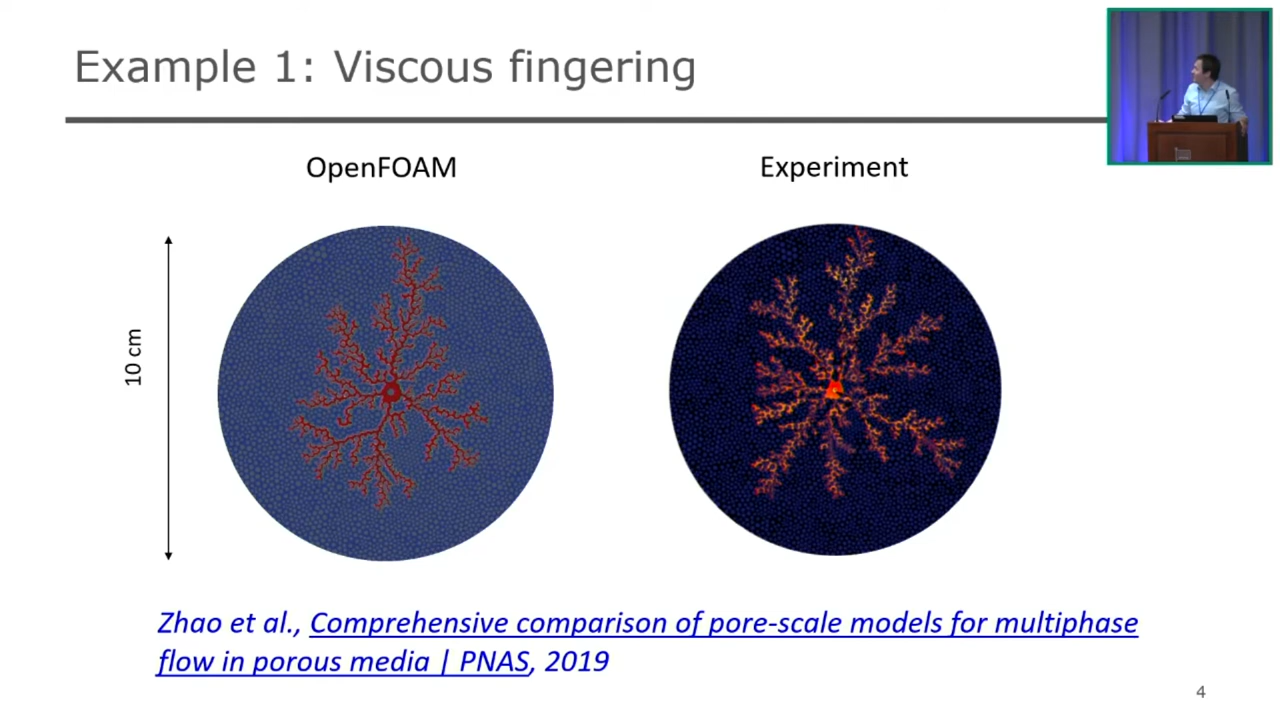 Example 1: Viscous fingering
OpenFOAM
Experiment
10 cm
Zhao et al., Comprehensive comparison of pore-scale models for multiphase
flow in porous media | PNAS, 2019
4